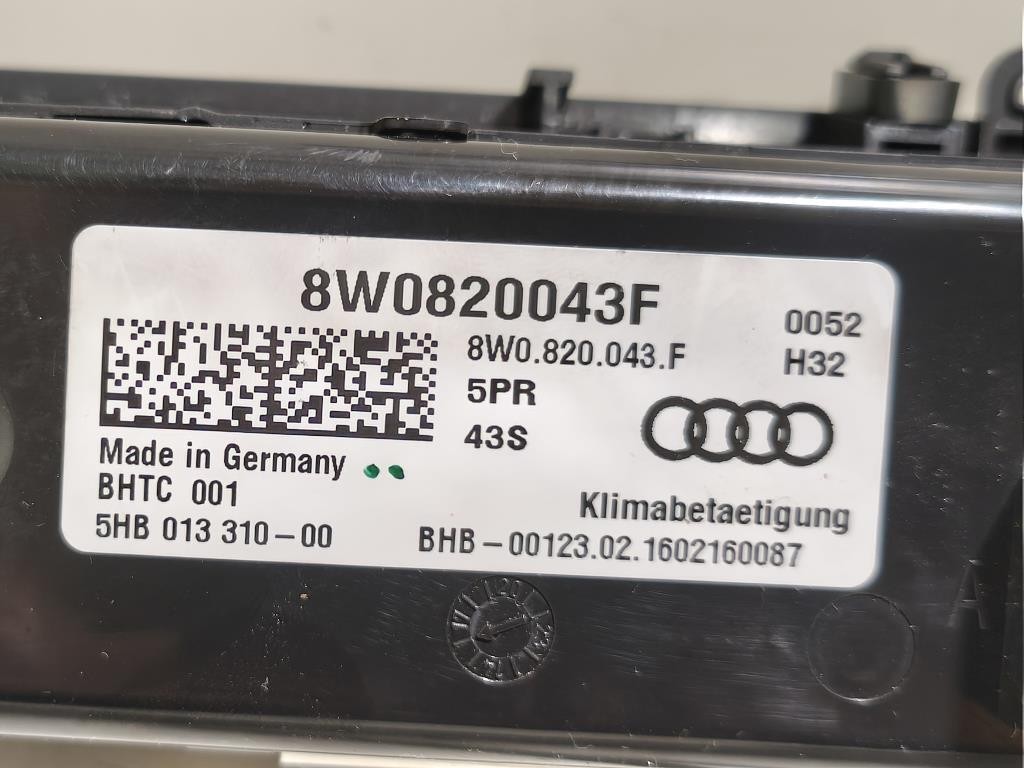 8W0820043F
8W0.820.043.F
0052
H32
5PR
43S
Made in Germany
BHTC 001
5HB 013 310-00
Klimabetaetigung
BHB-00123.02.1602160087
A